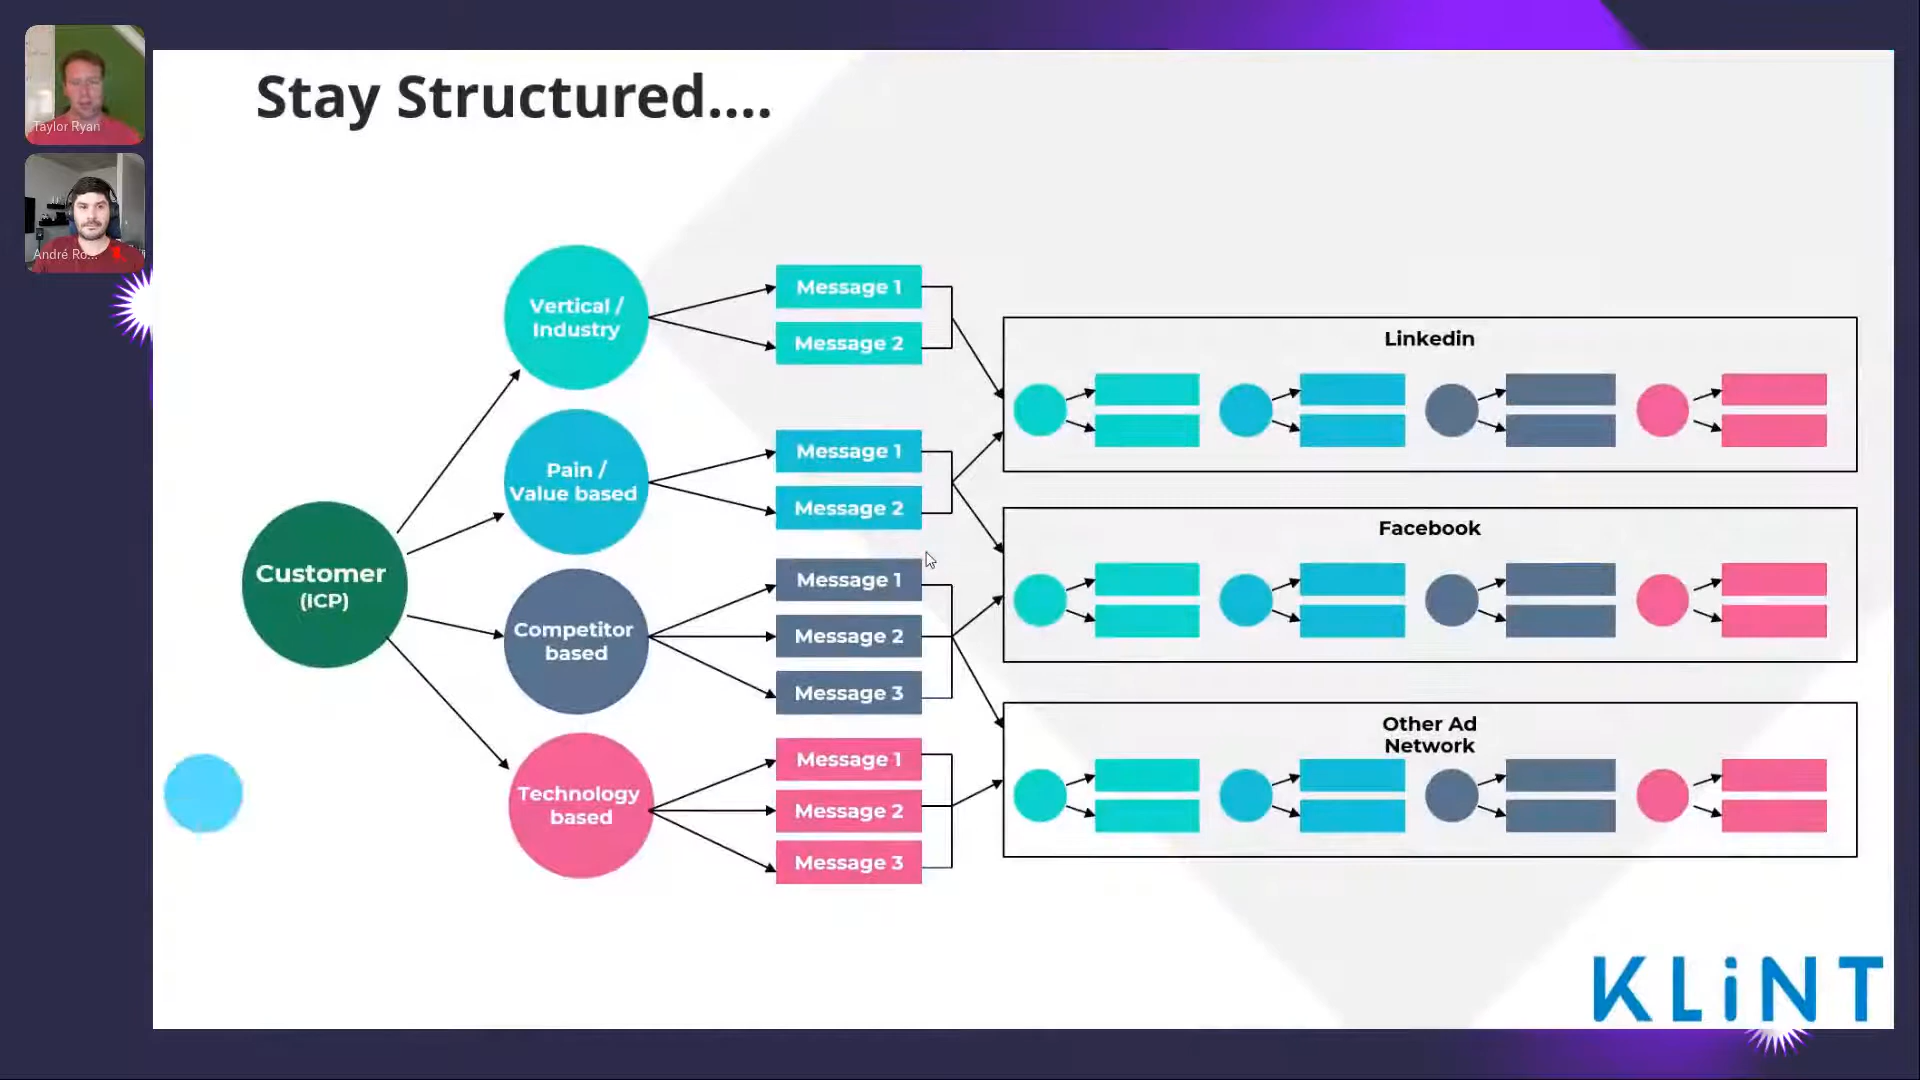 Taylor Ryan
André Ro...
Stay Structured....
Customer
(ICP)
Vertical /
Industry
Pain /
Value based
Competitor
based
Technology
based
Message 1
Message 2
Message 1
Message 2
Message 1
Message 2
Message 3
Message 1
Message 2
Message 3
Linkedin
Facebook
Other Ad
Network
KLiNT